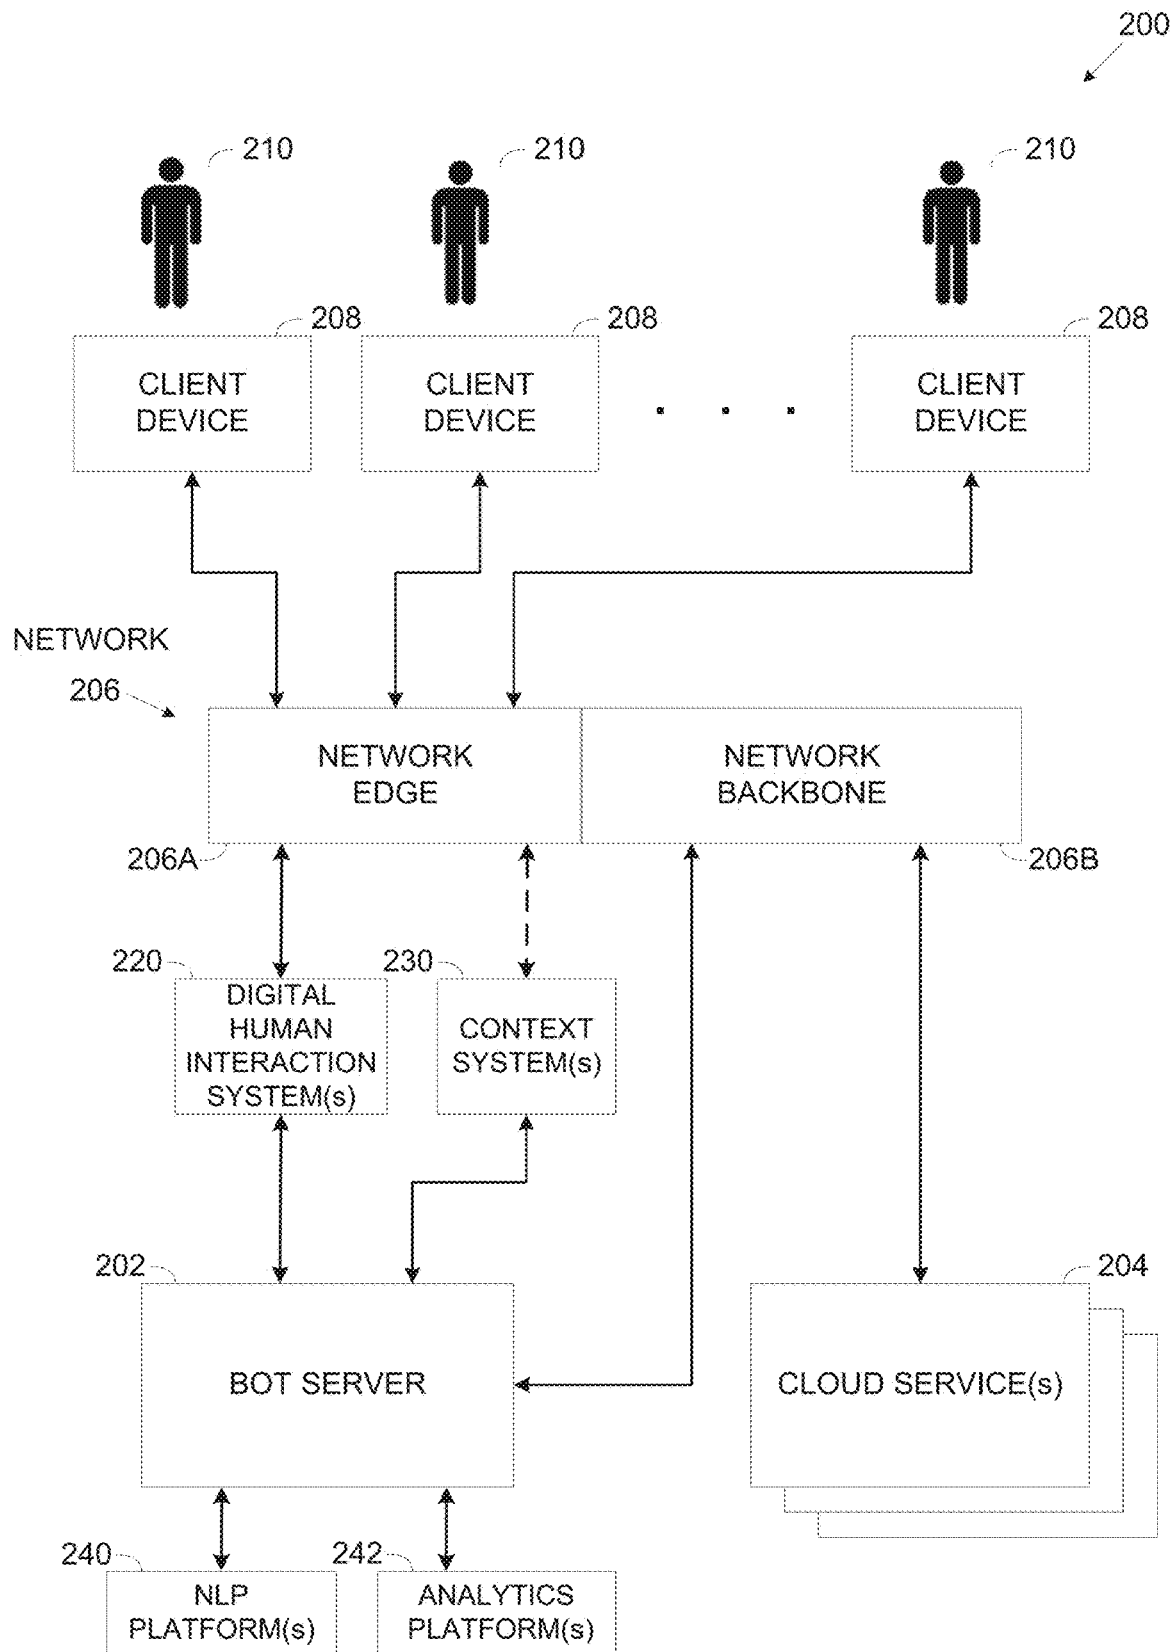 200
210 210 210
208 208 208
CLIENT
DEVICE
CLIENT
DEVICE
. . .
CLIENT
DEVICE
NETWORK
206
NETWORK
EDGE
NETWORK
BACKBONE
206A
206B
220
230
DIGITAL
HUMAN
INTERACTION
SYSTEM(s)
CONTEXT
SYSTEM(s)
202
204
BOT SERVER
CLOUD SERVICE(s)
240
242
NLP
PLATFORM(s)
ANALYTICS
PLATFORM(s)